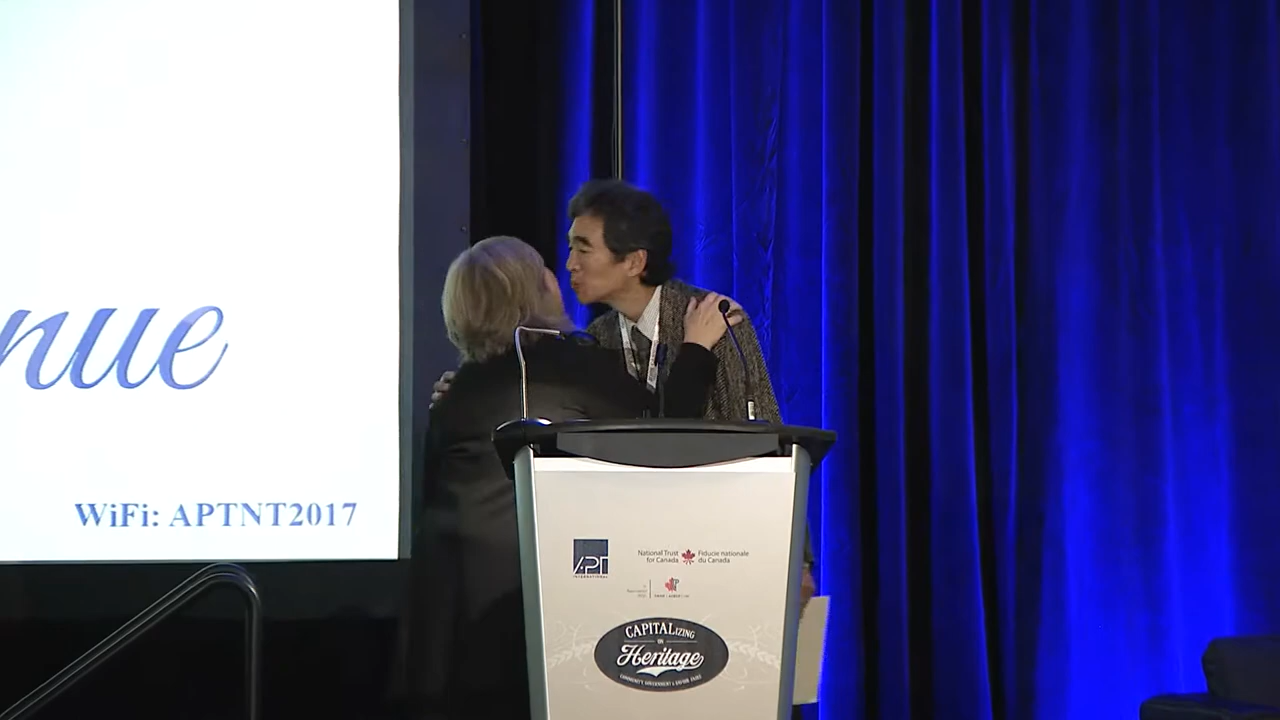 nue
WiFi: APTNT2017
APT
INTERNATIONAL
National Trust
for Canada
Fiducie nationale
du Canada
CAPITALIZING
ON
Heritage